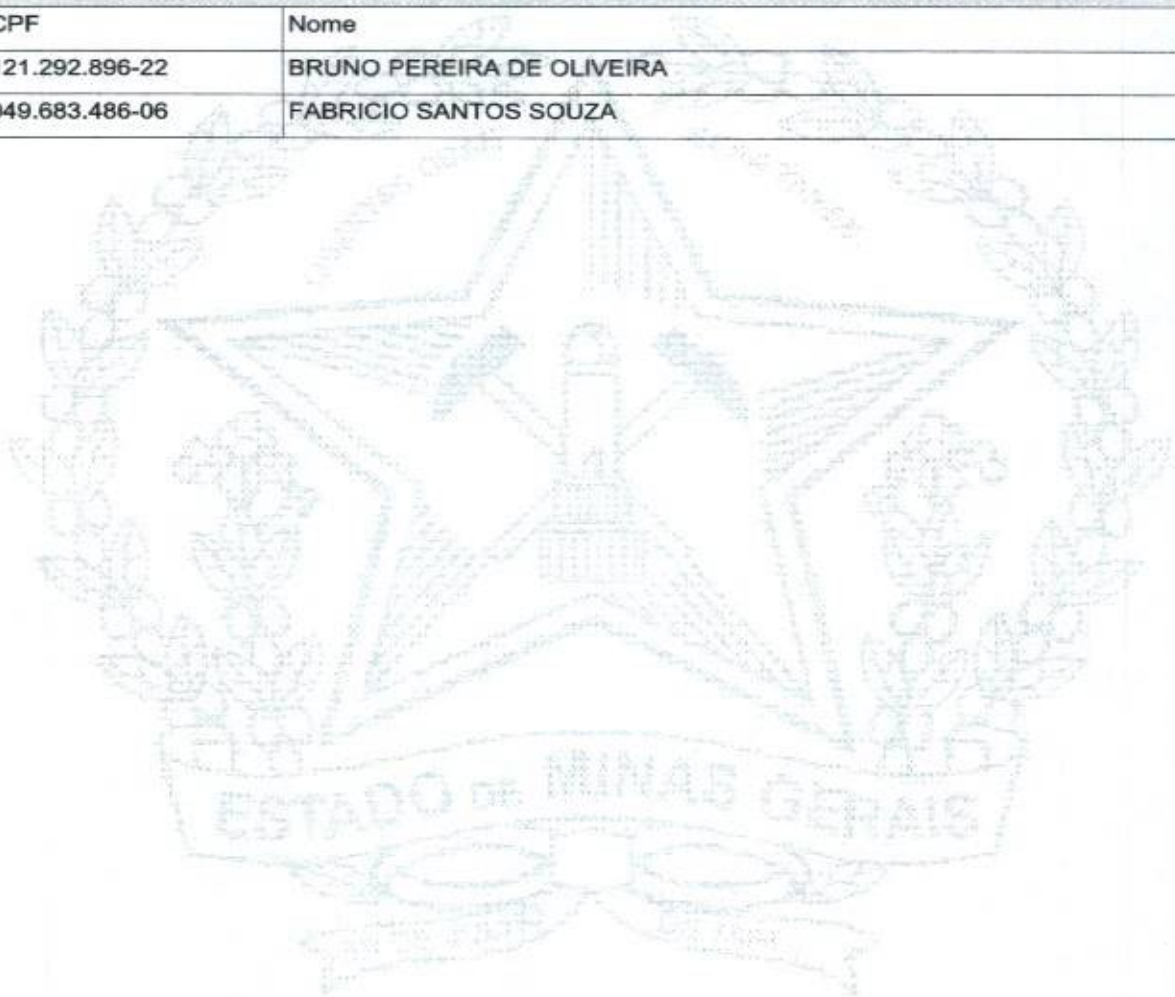 CPF Nome
121.292.896-22 BRUNO PEREIRA DE OLIVEIRA
049.683.486-06 FABRICIO SANTOS SOUZA
ESTADO DE MINAS GERAIS